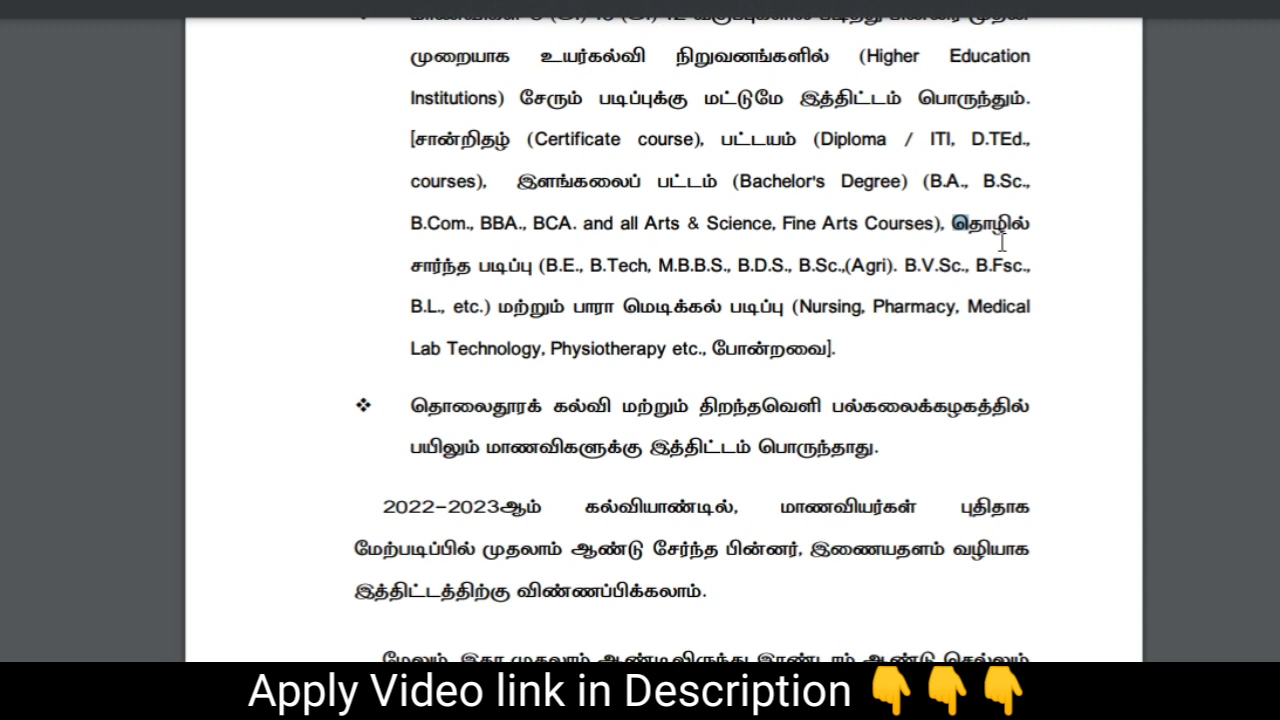 முறையாக உயர்கல்வி நிறுவனங்களில் (Higher Education
Institutions) சேரும் படிப்புக்கு மட்டுமே இத்திட்டம் பொருந்தும்.
[சான்றிதழ் (Certificate course), பட்டயம் (Diploma / ITI, D.TEd.,
courses), இளங்கலைப் பட்டம் (Bachelor's Degree) (B.A., B.Sc.,
B.Com., BBA., BCA. and all Arts & Science, Fine Arts Courses), தொழில்
சார்ந்த படிப்பு (B.E., B.Tech, M.B.B.S., B.D.S., B.Sc.,(Agri). B.V.Sc., B.Fsc.,
B.L., etc.) மற்றும் பாரா மெடிக்கல் படிப்பு (Nursing, Pharmacy, Medical
Lab Technology, Physiotherapy etc., போன்றவை].
❖ தொலைதூரக் கல்வி மற்றும் திறந்தவெளி பல்கலைக்கழகத்தில்
பயிலும் மாணவிகளுக்கு இத்திட்டம் பொருந்தாது.
2022-2023ஆம் கல்வியாண்டில், மாணவியர்கள் புதிதாக
மேற்படிப்பில் முதலாம் ஆண்டு சேர்ந்த பின்னர், இணையதளம் வழியாக
இத்திட்டத்திற்கு விண்ணப்பிக்கலாம்.
Apply Video link in Description 👇👇👇